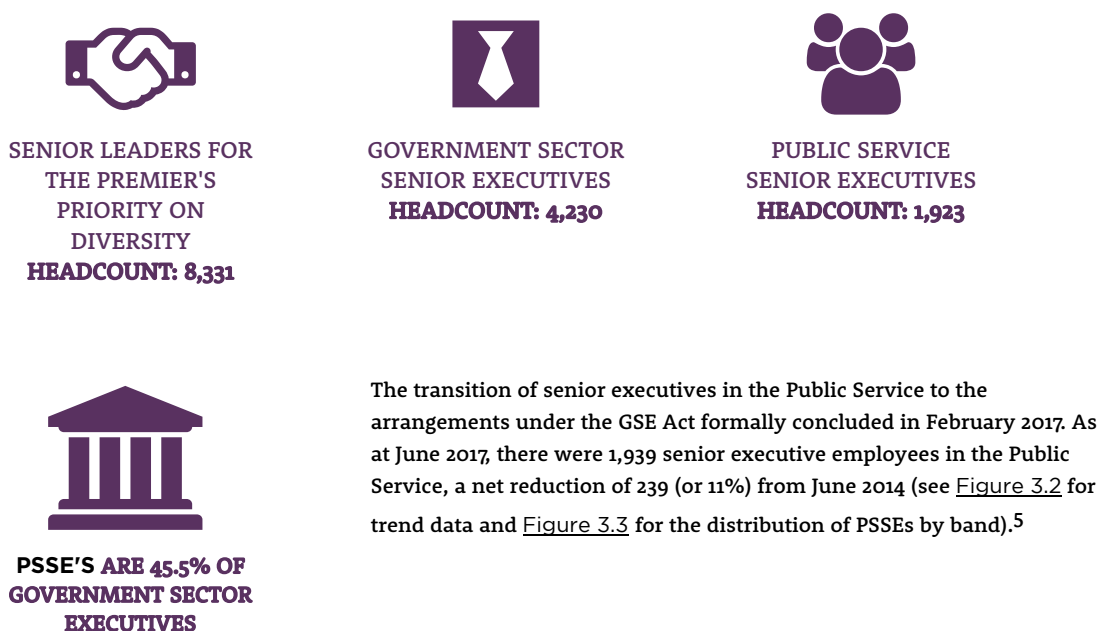 SENIOR LEADERS FOR
THE PREMIER'S
PRIORITY ON
DIVERSITY
HEADCOUNT: 8,331
GOVERNMENT SECTOR
SENIOR EXECUTIVES
HEADCOUNT: 4,230
PUBLIC SERVICE
SENIOR EXECUTIVES
HEADCOUNT: 1,923
PSSE'S ARE 45.5% OF
GOVERNMENT SECTOR
EXECUTIVES
The transition of senior executives in the Public Service to the
arrangements under the GSE Act formally concluded in February 2017. As
at June 2017, there were 1,939 senior executive employees in the Public
Service, a net reduction of 239 (or 11%) from June 2014 (see Figure 3.2 for
trend data and Figure 3.3 for the distribution of PSSEs by band).5